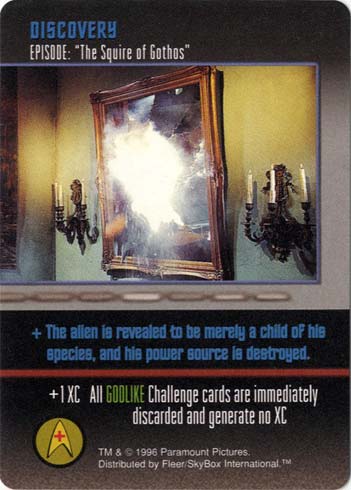 DISCOVERY
EPISODE: "The Squire of Gothos"
+ The alien is revealed to be merely a child of his
species, and his power source is destroyed.
+1 XC All GODLIKE Challenge cards are immediately
discarded and generate no XC
TM & © 1996 Paramount Pictures.
Distributed by Fleer/SkyBox International.™